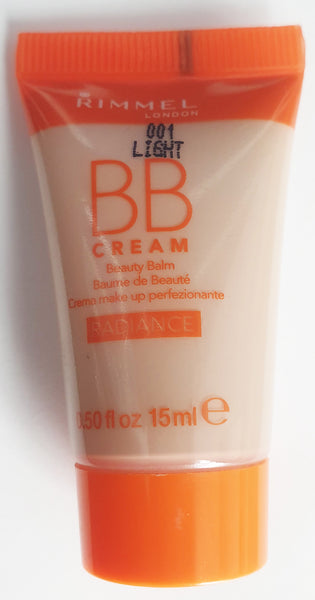 RIMMEL
LONDON
001
LIGHT
BB
CREAM
Beauty Balm
Baume de Beauté
Crema make up perfezionante
RADIANCE
0.50 fl oz 15ml e